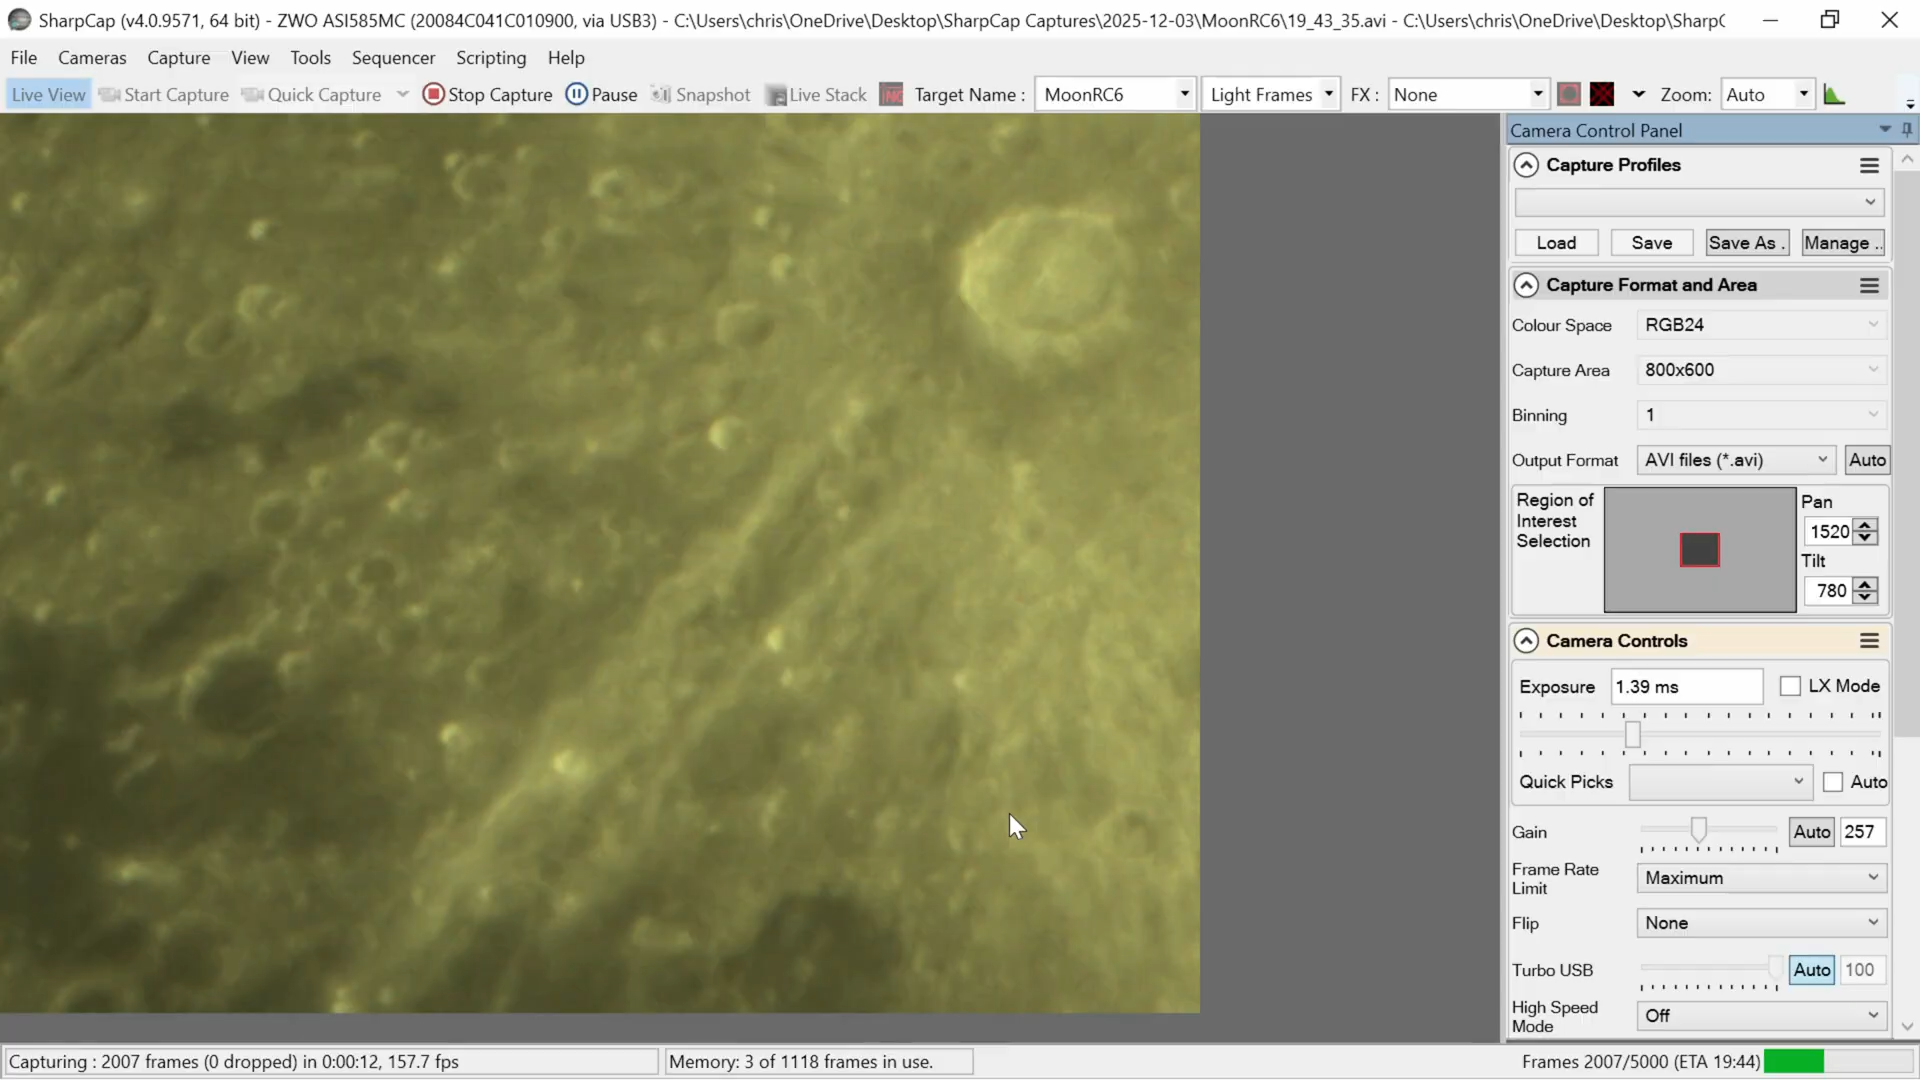 SharpCap (v4.0.9571, 64 bit) - ZWO ASI585MC (20084C041C010900, via USB3) - C:\Users\chris\OneDrive\Desktop\SharpCap Captures\2025-12-03\MoonRC6\19_43_35.avi - C:\Users\chris\OneDrive\Desktop\SharpC
File Cameras Capture View Tools Sequencer Scripting Help
Live View Start Capture Quick Capture Stop Capture Pause Snapshot Live Stack Target Name : MoonRC6 Light Frames FX : None Zoom: Auto
Camera Control Panel
Capture Profiles
Load Save Save As . Manage ..
Capture Format and Area
Colour Space RGB24
Capture Area 800x600
Binning 1
Output Format AVI files (*.avi) Auto
Region of Interest Selection
Pan
1520
Tilt
780
Camera Controls
Exposure 1.39 ms LX Mode
Quick Picks Auto
Gain Auto 257
Frame Rate Limit Maximum
Flip None
Turbo USB Auto 100
High Speed Mode Off
Capturing : 2007 frames (0 dropped) in 0:00:12, 157.7 fps
Memory: 3 of 1118 frames in use.
Frames 2007/5000 (ETA 19:44)